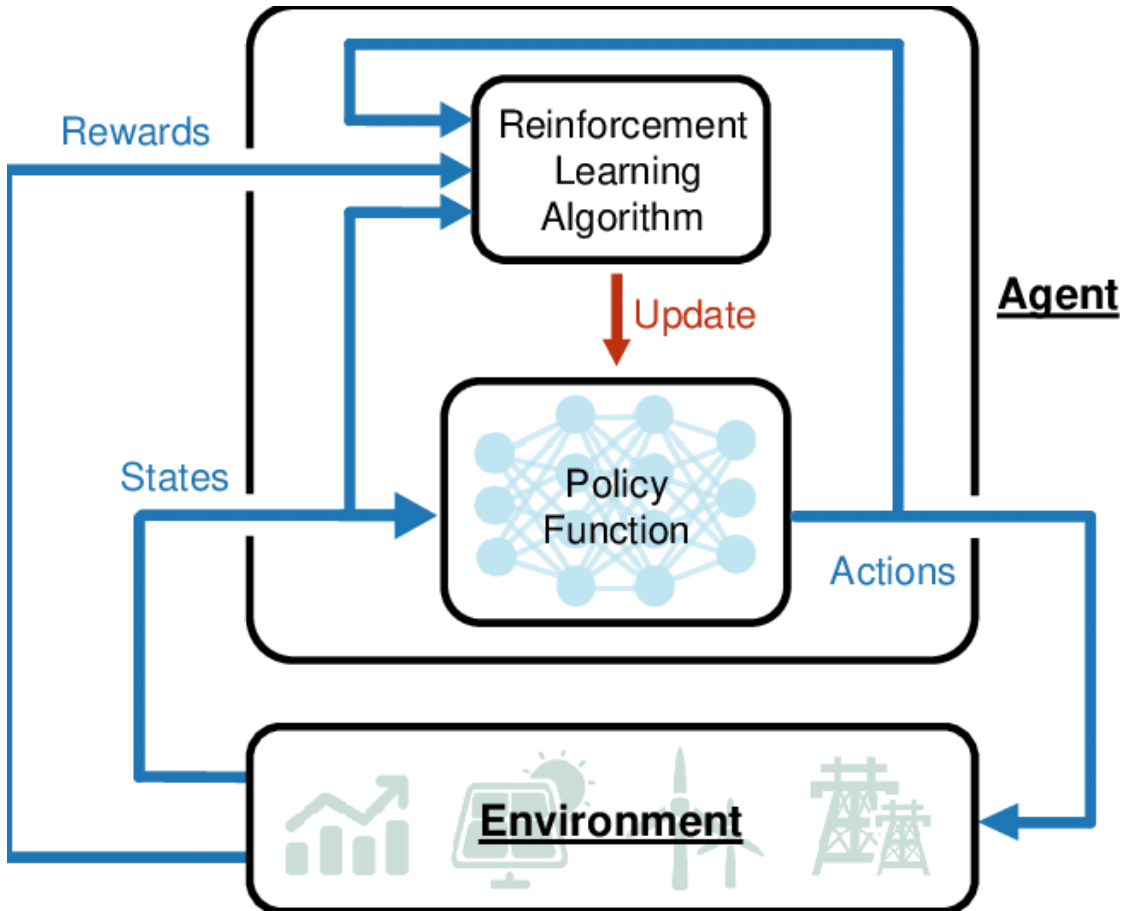 Rewards
Reinforcement
Learning
Algorithm
Agent
Update
States
Policy
Function
Actions
Environment